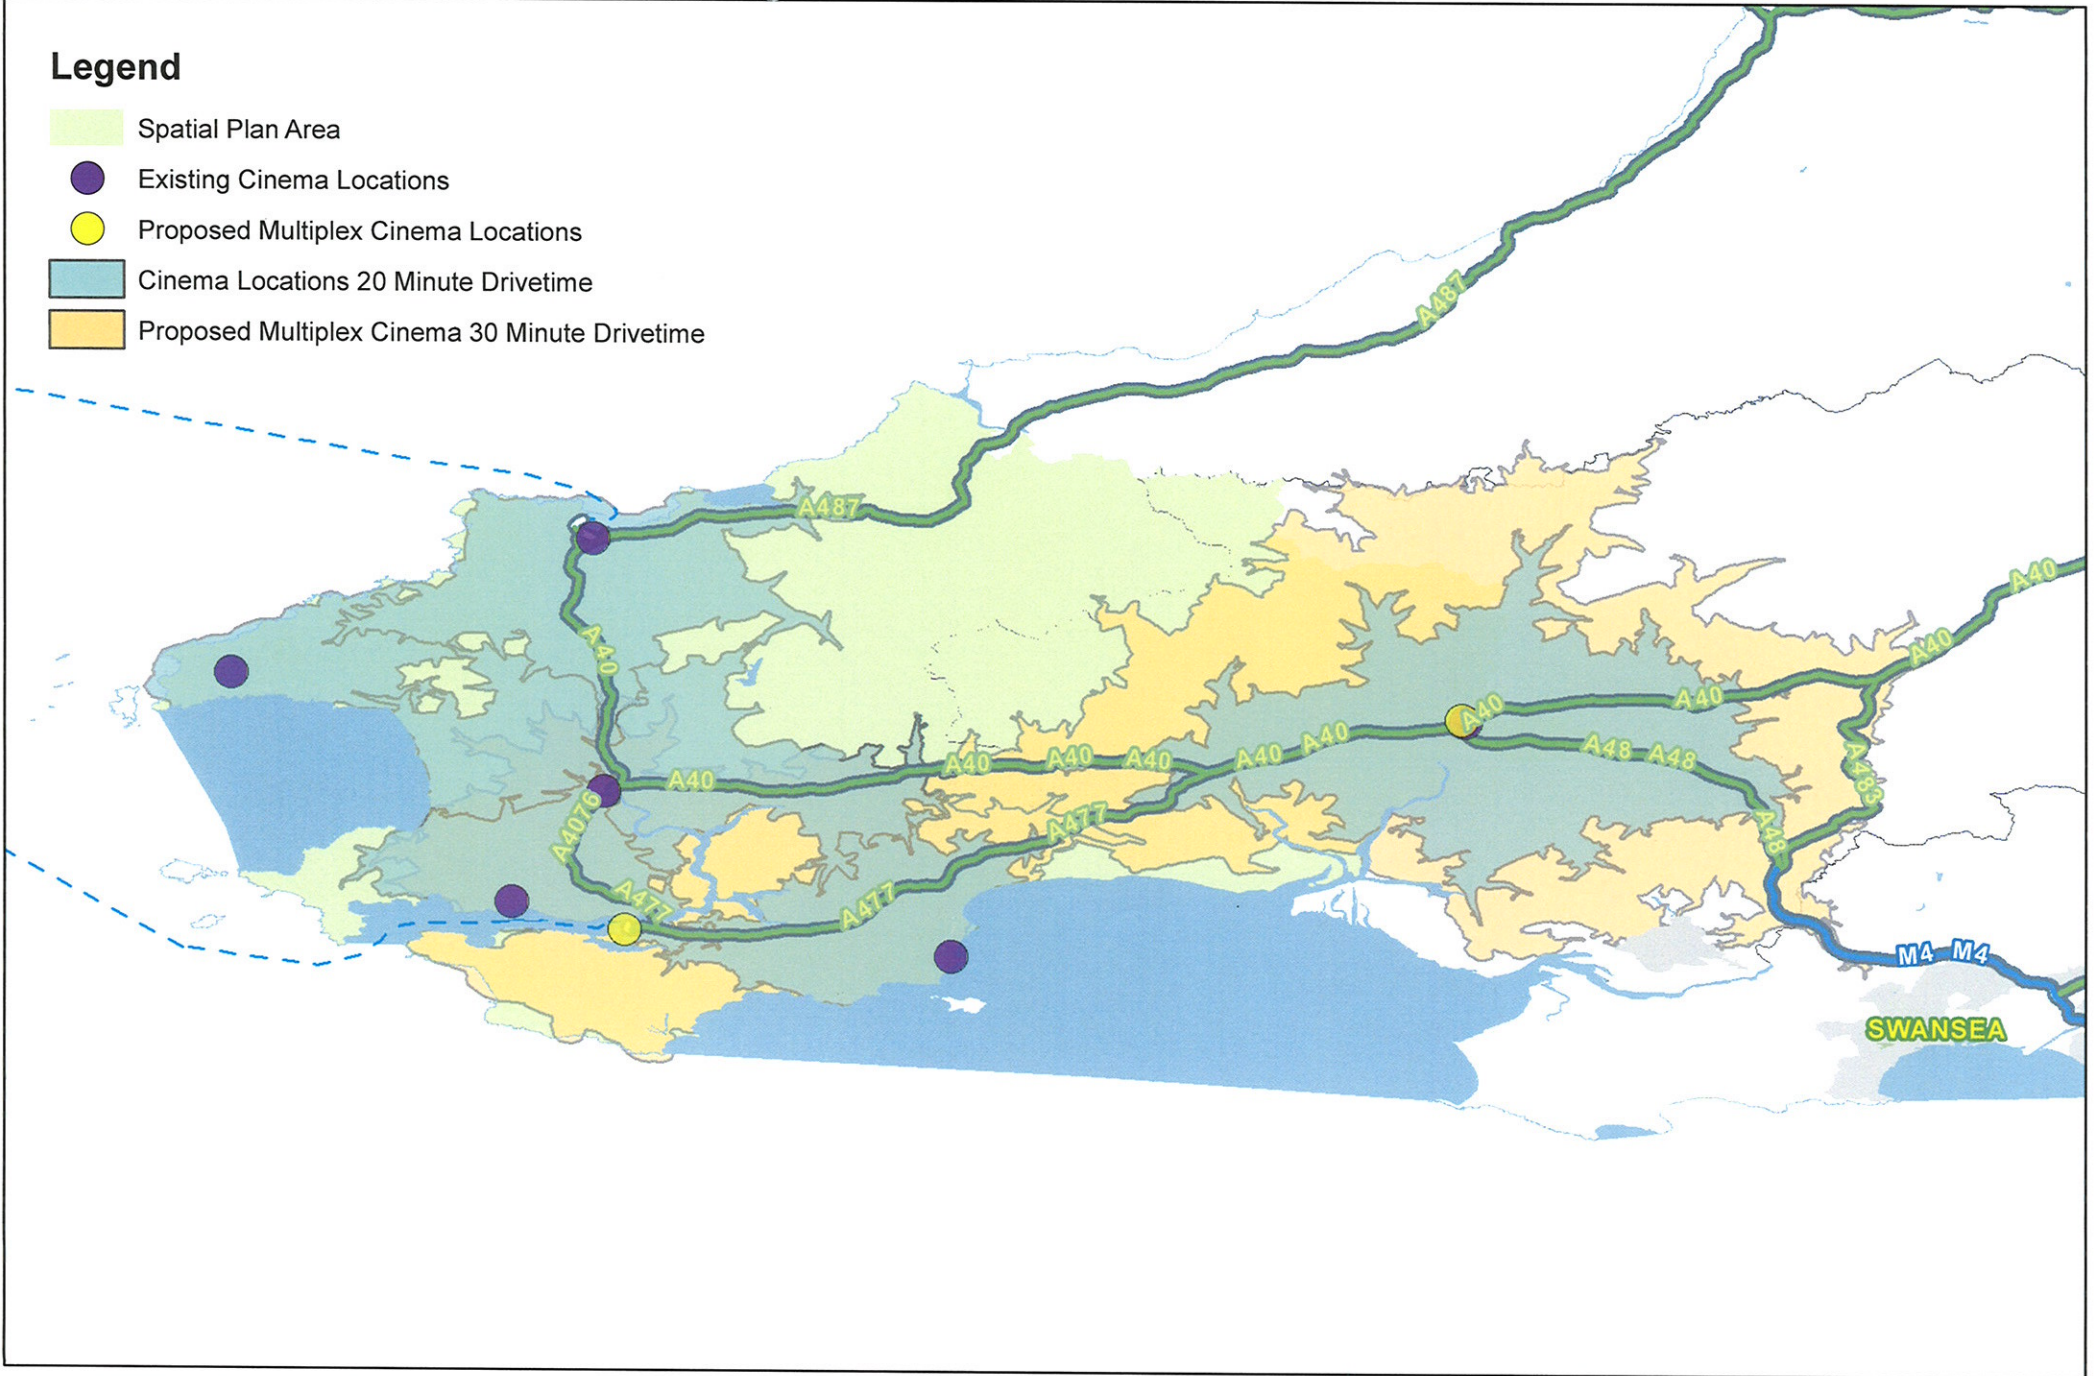 Legend
Spatial Plan Area
Existing Cinema Locations
Proposed Multiplex Cinema Locations
Cinema Locations 20 Minute Drivetime
Proposed Multiplex Cinema 30 Minute Drivetime
A487
A487
A40
A40
A40
A40
A40
A40
A40
A40
A40
A40
A40
A40
A48
A48
A483
A48
A4076
A477
A477
A477
M4
M4
SWANSEA